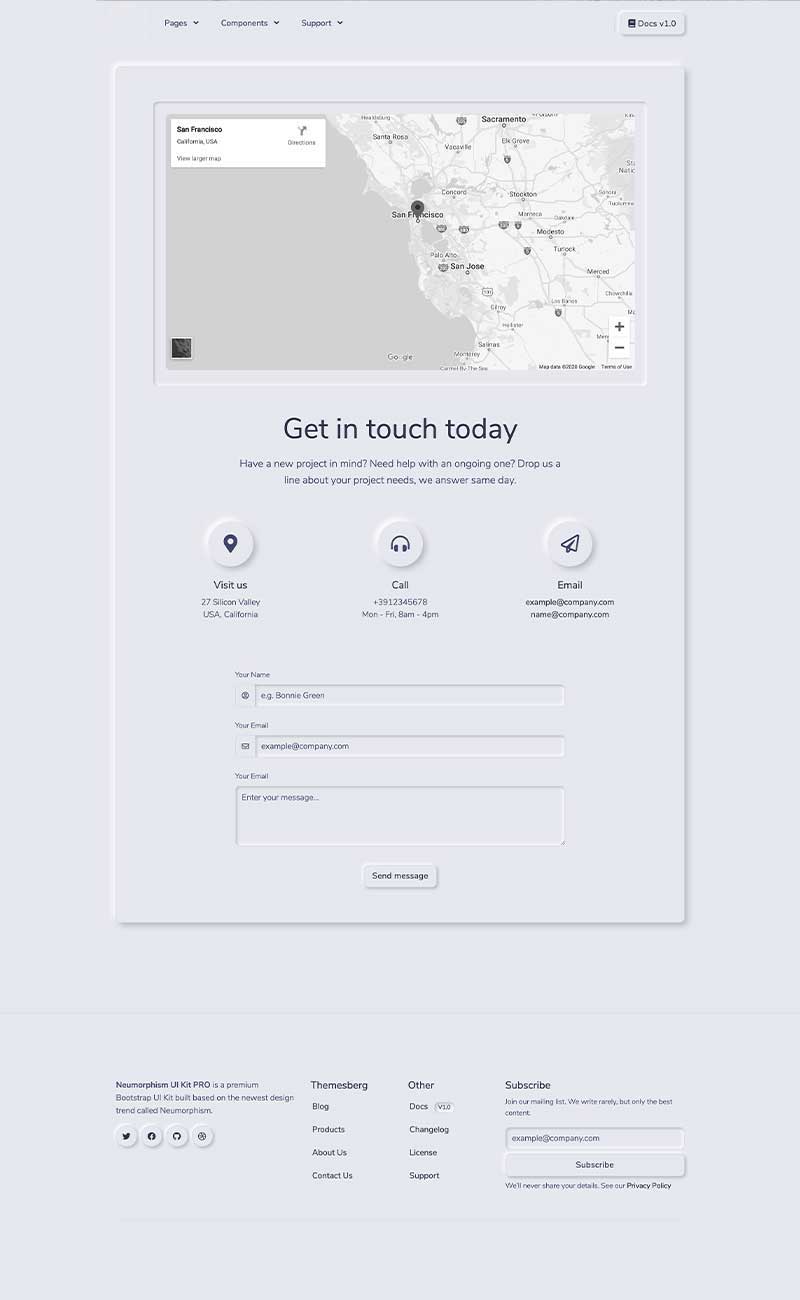 Pages Components Support Docs v1.0
San Francisco
California, USA
Directions
View larger map
Healdsburg
Santa Rosa
Sacramento
Vacaville
Elk Grove
Concord
Stockton
Sonora
San Francisco
Manteca
Oakdale
Modesto
Palo Alto
Turlock
San Jose
Merced
Chowchilla
Los Banos
Gilroy
Hollister
Salinas
Monterey
Carmel-By-The-Sea
Google
Map data ©2020 Google Terms of Use
Get in touch today
Have a new project in mind? Need help with an ongoing one? Drop us a
line about your project needs, we answer same day.
Visit us
27 Silicon Valley
USA, California
Call
+3912345678
Mon - Fri, 8am - 4pm
Email
example@company.com
name@company.com
Your Name
e.g. Bonnie Green
Your Email
example@company.com
Your Email
Enter your message...
Send message
Neumorphism UI Kit PRO is a premium
Bootstrap UI Kit built based on the newest design
trend called Neumorphism.
Themesberg
Blog
Products
About Us
Contact Us
Other
Docs V1.0
Changelog
License
Support
Subscribe
Join our mailing list. We write rarely, but only the best
content.
example@company.com
Subscribe
We'll never share your details. See our Privacy Policy